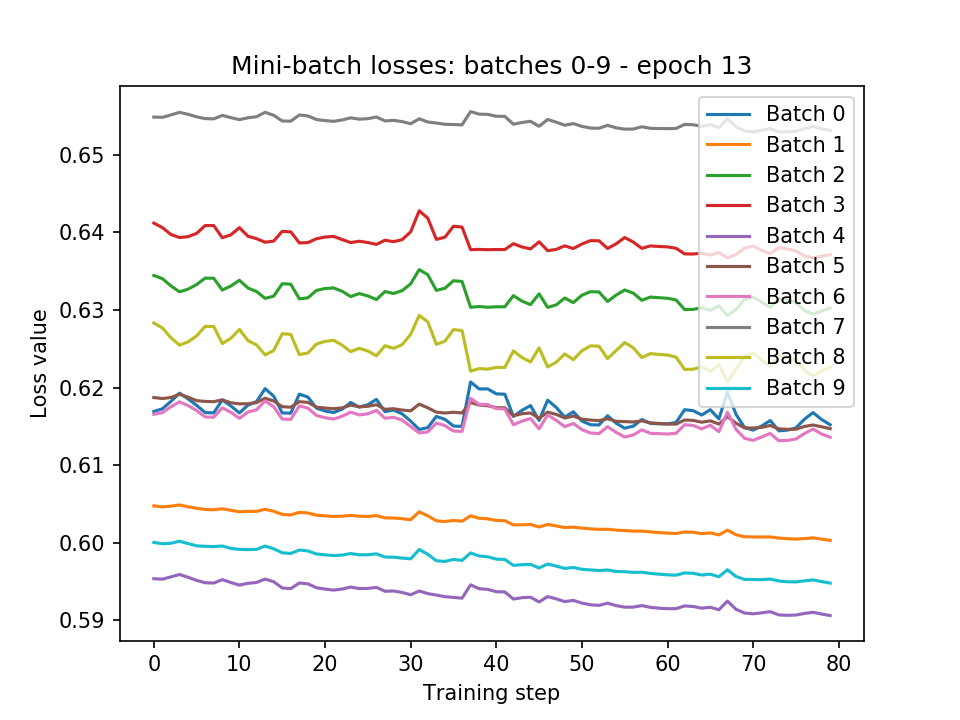 Mini-batch losses: batches 0-9 - epoch 13
Loss value
0.65
0.64
0.63
0.62
0.61
0.60
0.59
Batch 0
Batch 1
Batch 2
Batch 3
Batch 4
Batch 5
Batch 6
Batch 7
Batch 8
Batch 9
0 10 20 30 40 50 60 70 80
Training step